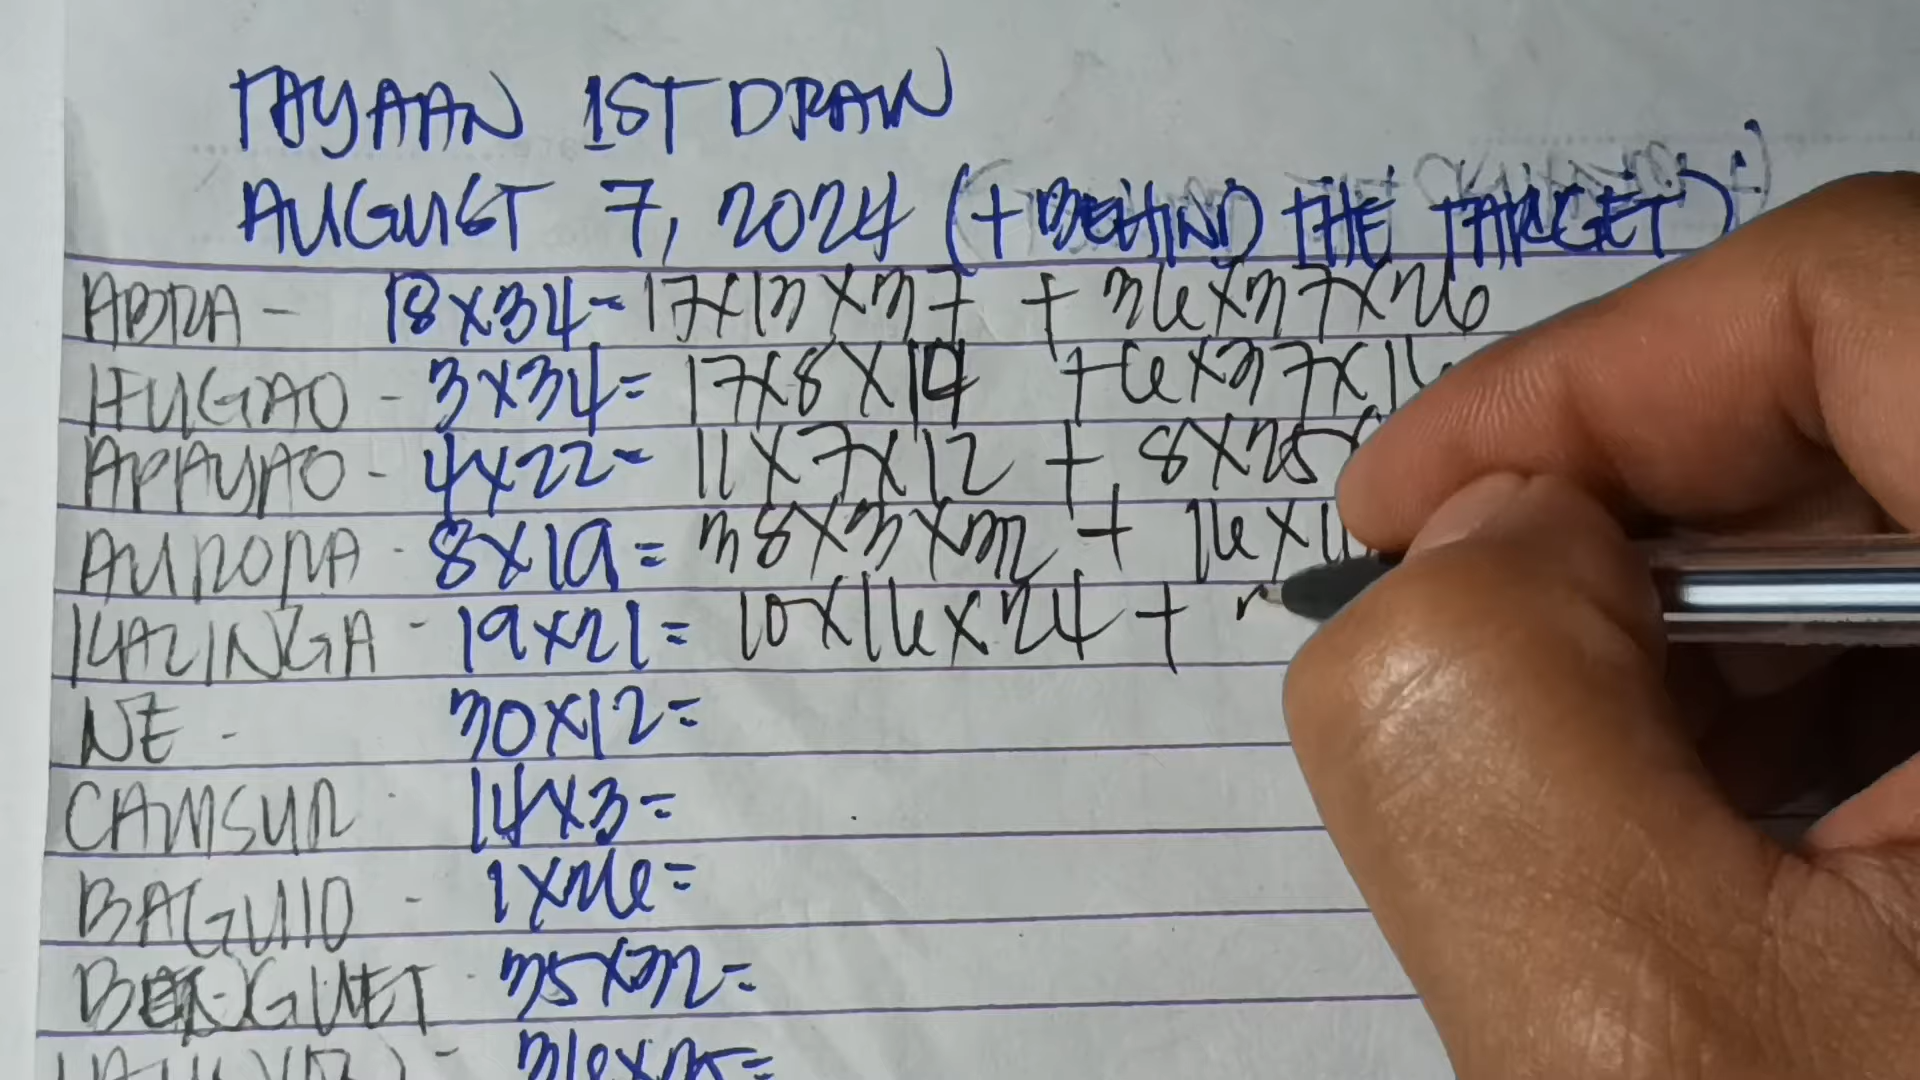 TAYAAN 1ST DRAW
AUGUST 7, 2024 (+ BEHIND THE TARGET)
ABRA - 18X34= 17X13X37 + 36X37X26
IFUGAO - 3X34= 17X8X14 +6X37X16
APAYAO - 4X22= 11X7X12 + 8X25
AURORA - 8X19= 38X3X32 + 16X
KALINGA - 19X21= 10X16X24 +
NE - 30X12=
CAMSUR - 14X3=
BAGUIO - 1X26=
BENGUET - 35X32=